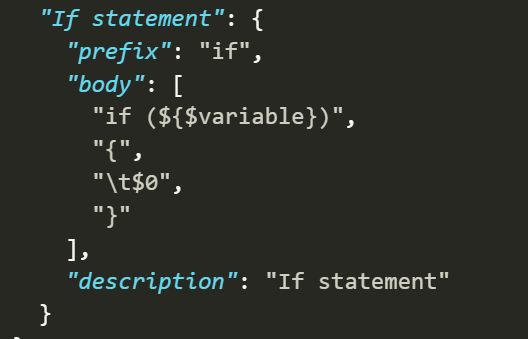 "If statement": {
"prefix": "if",
"body": [
"if (${$variable})",
"{",
"\t$0",
"}"
],
"description": "If statement"
}